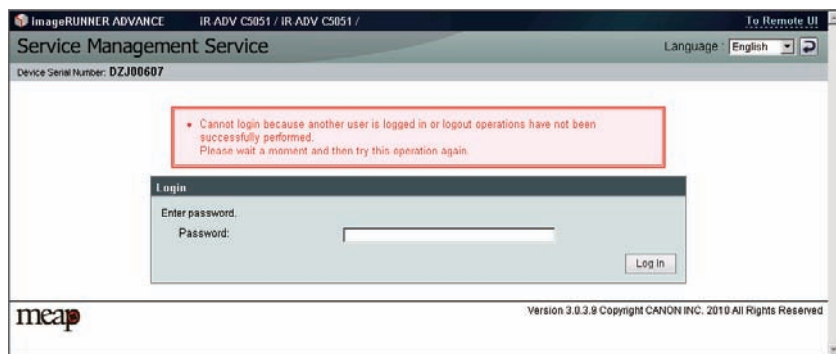 imageRUNNER ADVANCE iR-ADV C5051 / iR-ADV C5051 / To Remote UI
Service Management Service Language : English
Device Serial Number: DZJ00607
• Cannot login because another user is logged in or logout operations have not been
successfully performed.
Please wait a moment and then try this operation again.
Login
Enter password.
Password:
Log In
meap Version 3.0.3.9 Copyright CANON INC. 2010 All Rights Reserved